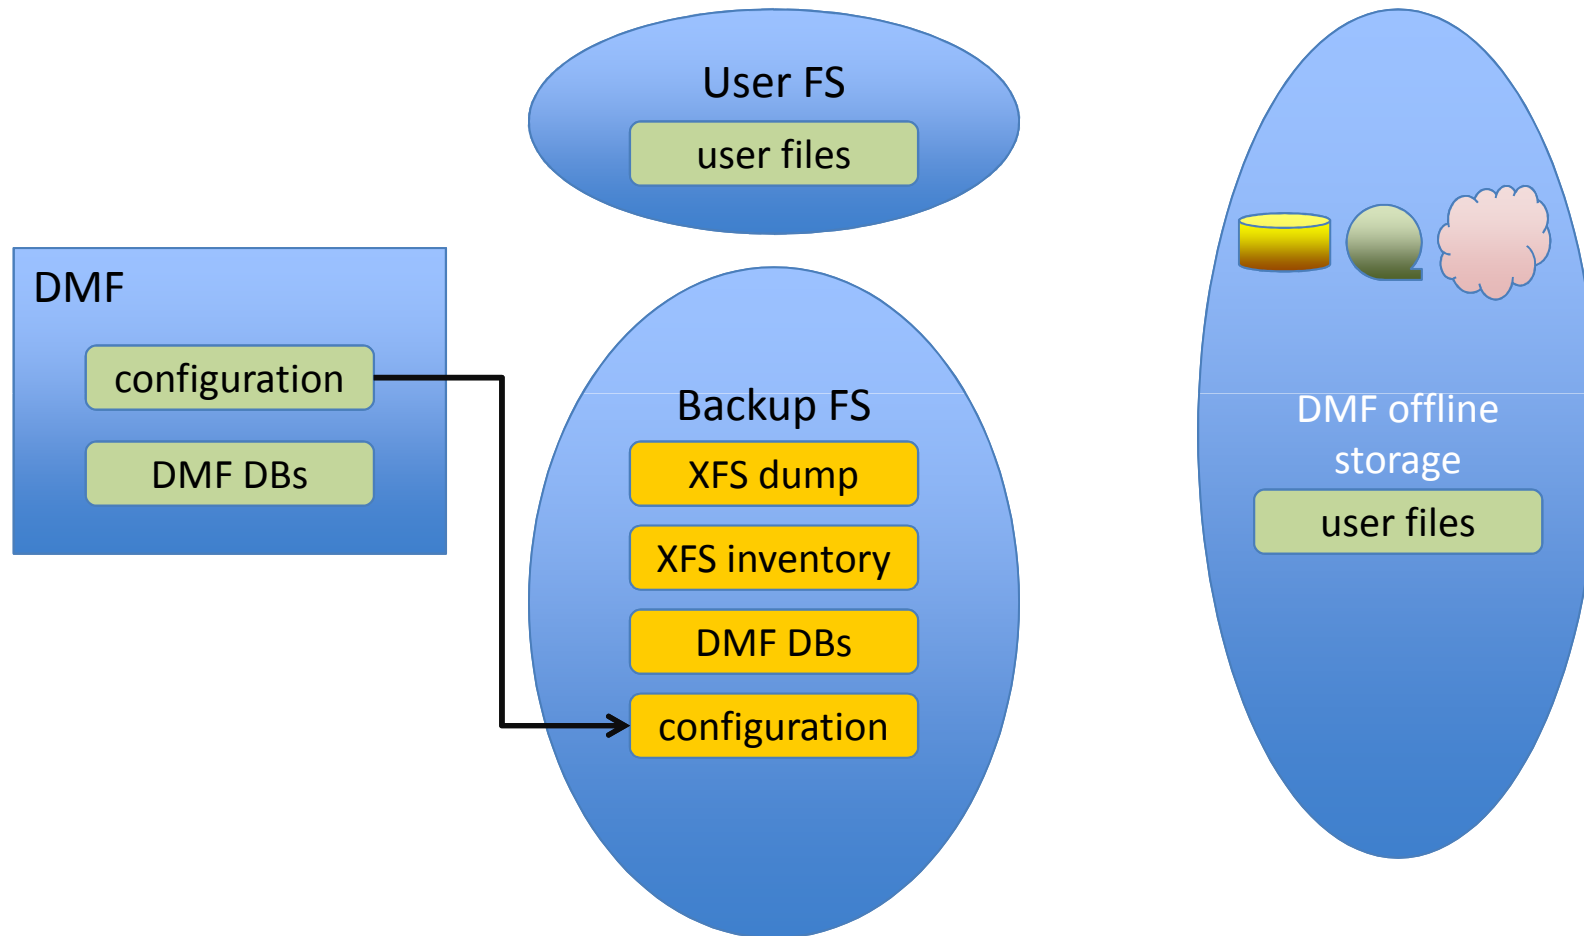 User FS
user files
DMF
configuration
DMF DBs
Backup FS
XFS dump
XFS inventory
DMF DBs
configuration
DMF offline
storage
user files